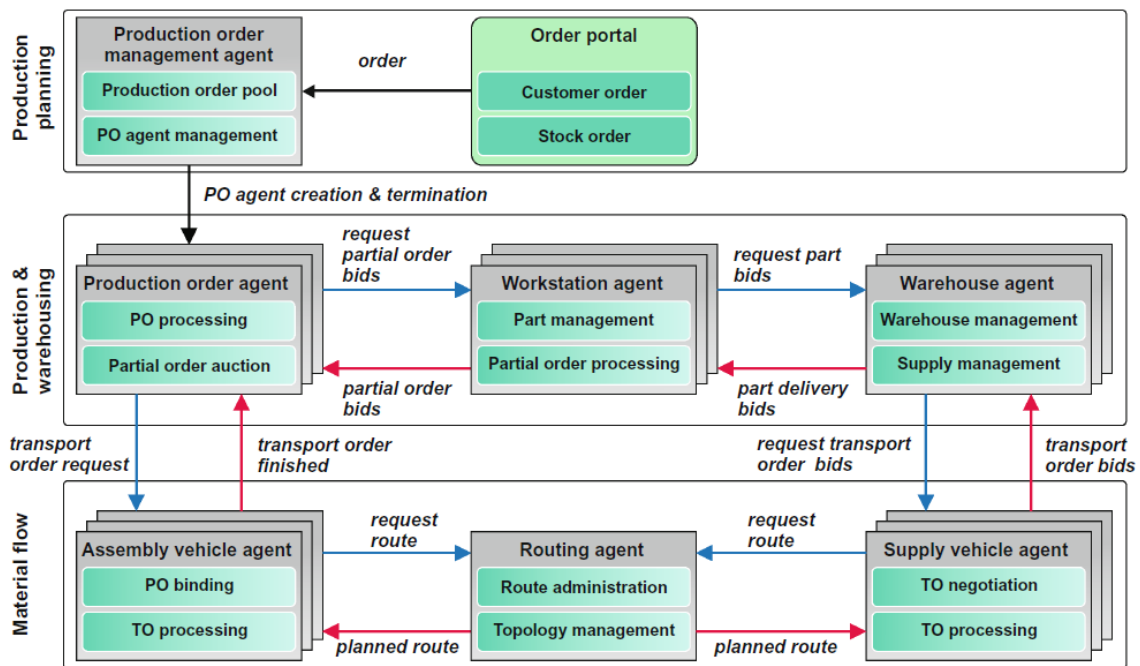 Production
planning
Production order
management agent
Production order pool
PO agent management
order
Order portal
Customer order
Stock order
PO agent creation & termination
Production &
warehousing
Production order agent
PO processing
Partial order auction
request
partial order
bids
partial order
bids
Workstation agent
Part management
Partial order processing
request part
bids
part delivery
bids
Warehouse agent
Warehouse management
Supply management
transport
order request
transport order
finished
request transport
order bids
transport
order bids
Material flow
Assembly vehicle agent
PO binding
TO processing
request
route
planned route
Routing agent
Route administration
Topology management
request
route
planned route
Supply vehicle agent
TO negotiation
TO processing